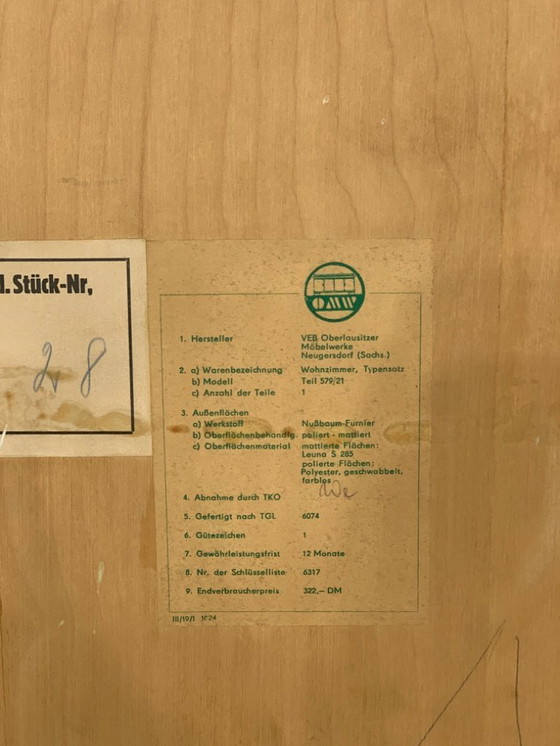 l. Stück-Nr,
28
OMW
1. Hersteller VEB Oberlausitzer
Möbelwerke
Neugersdorf (Sachs.)
2. a) Warenbezeichnung Wohnzimmer, Typensatz
b) Modell Teil 579/21
c) Anzahl der Teile 1
3. Außenflächen
a) Werkstoff Nußbaum-Furnier
b) Oberflächenbehandlg. poliert - mattiert
c) Oberflächenmaterial mattierte Flächen:
Leuna S 285
polierte Flächen:
Polyester, geschwabbelt,
farblos
4. Abnahme durch TKO
5. Gefertigt nach TGL 6074
6. Gütezeichen 1
7. Gewährleistungsfrist 12 Monate
8. Nr. der Schlüsselliste 6317
9. Endverbraucherpreis 322,– DM
III/19/1